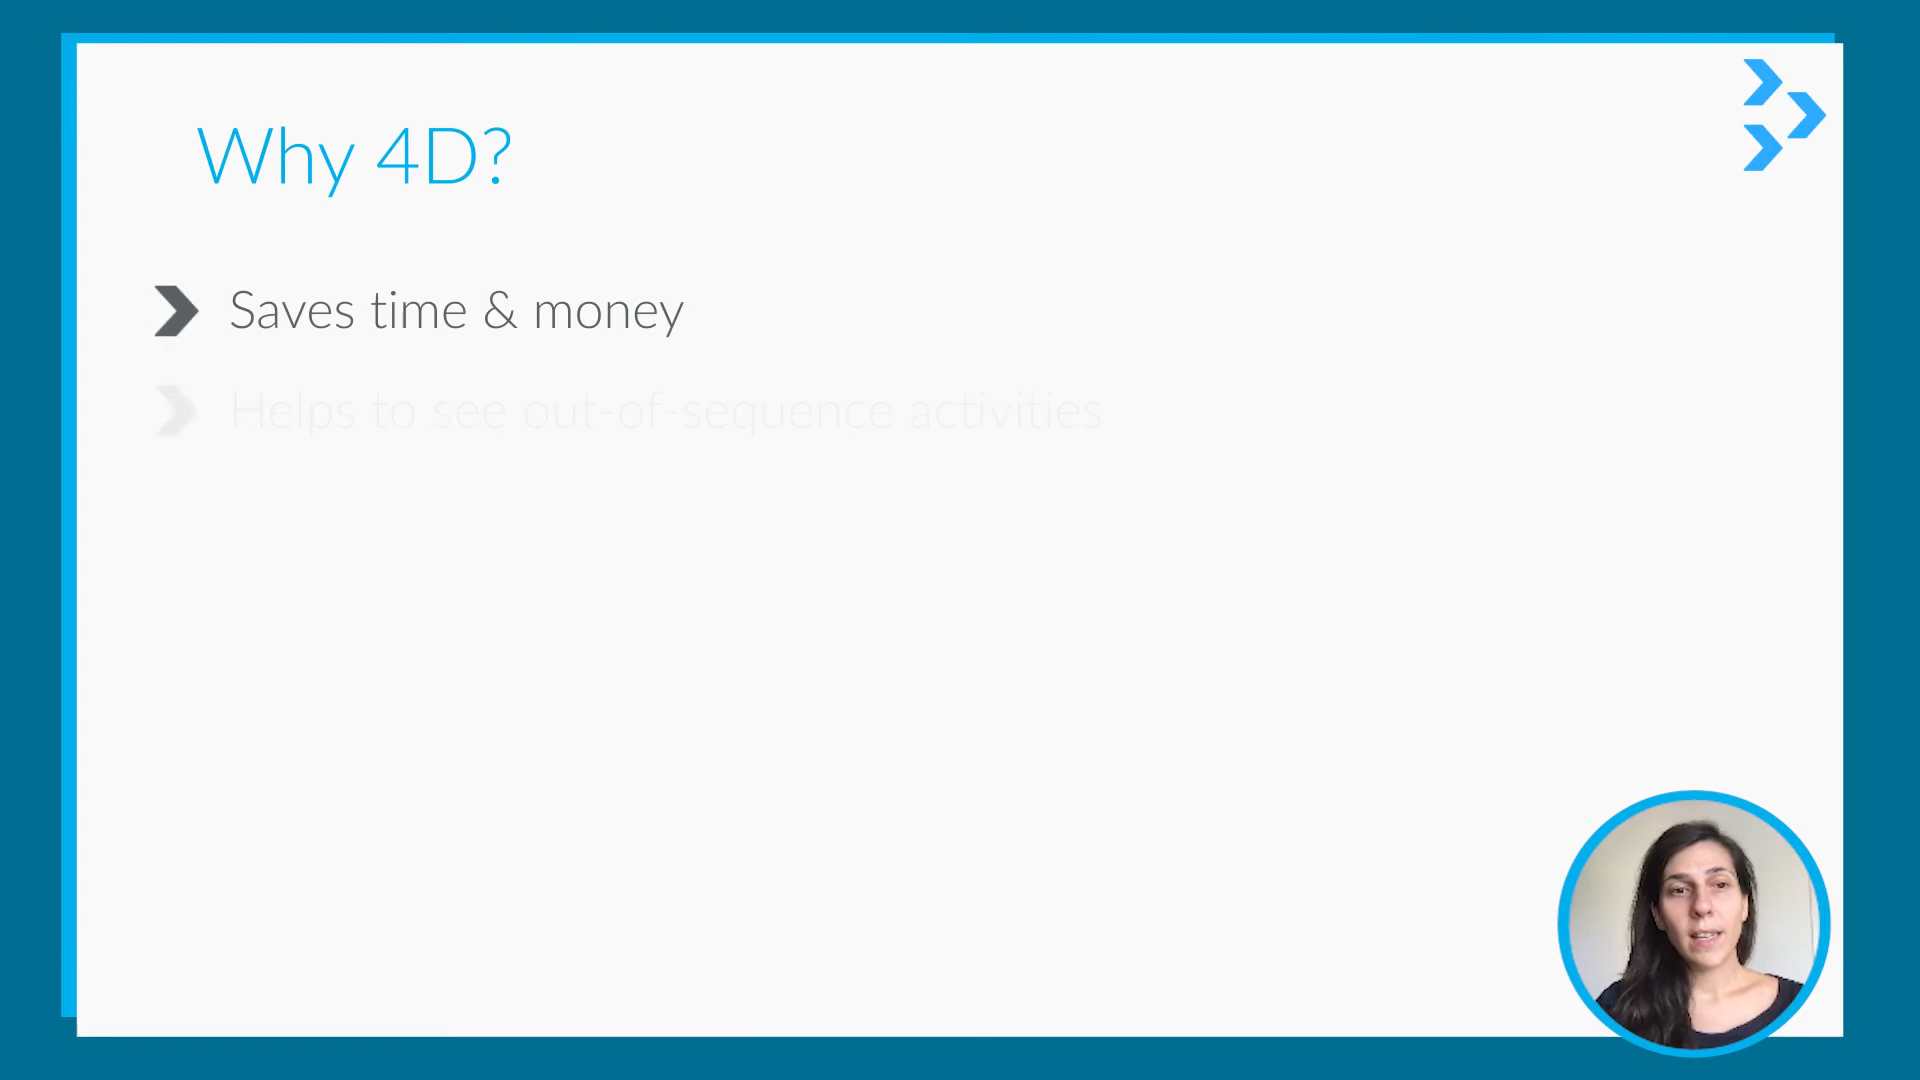 Why 4D?
Saves time & money
Helps to see out-of-sequence activities